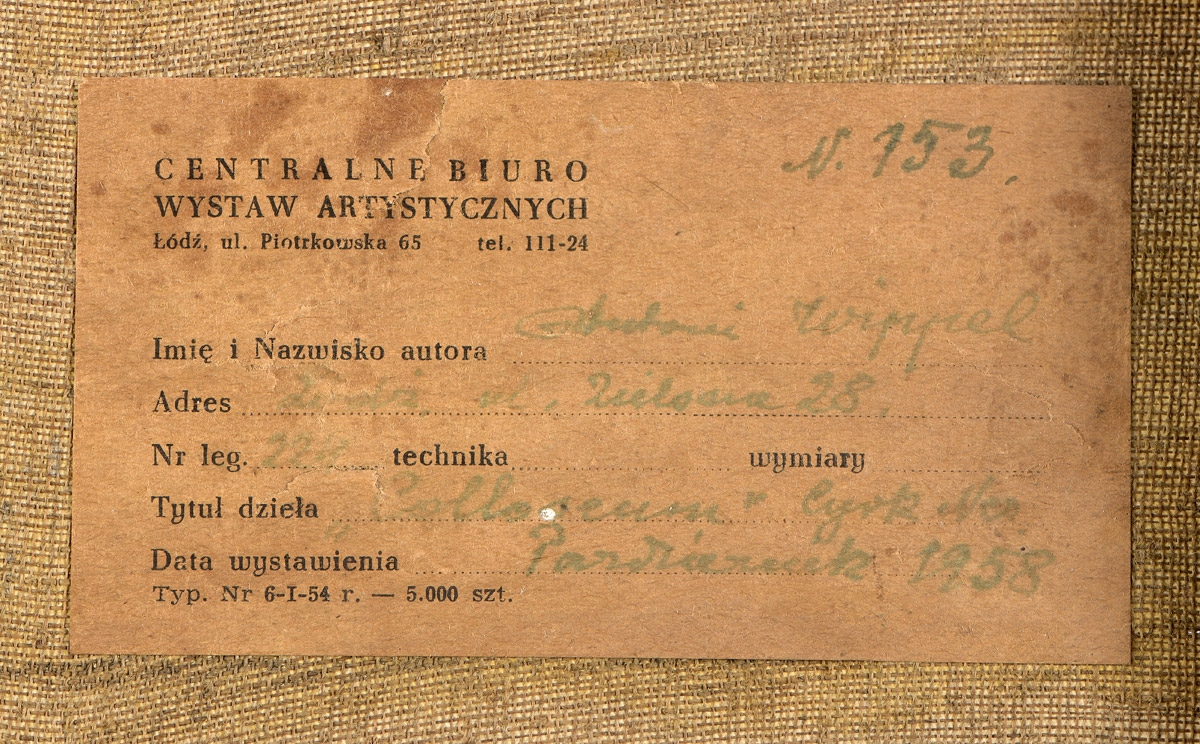 N. 153.
CENTRALNE BIURO
WYSTAW ARTYSTYCZNYCH
Łódź, ul. Piotrkowska 65 tel. 111-24
Imię i Nazwisko autora Antoni Wippel
Adres Łódź, ul. Zielona 28.
Nr leg. technika wymiary
Tytuł dzieła „Colloseum" Cyrk
Data wystawienia Październik 1958
Typ. Nr 6-I-54 r. — 5.000 szt.